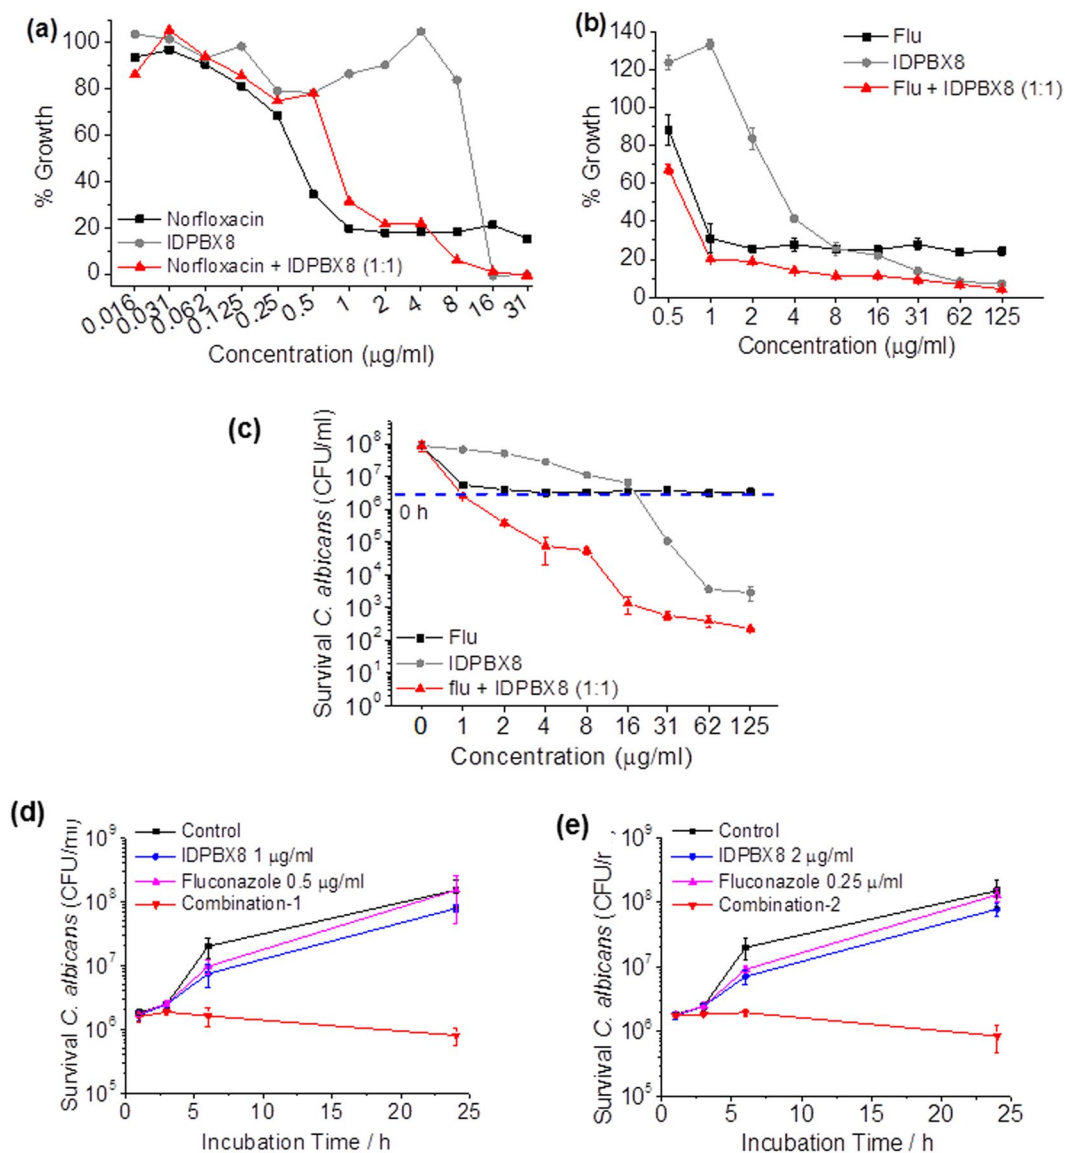 (a)
100
80
60
40
20
0
% Growth
Norfloxacin
IDPBX8
Norfloxacin + IDPBX8 (1:1)
0.016 0.031 0.062 0.125 0.25 0.5 1 2 4 8 16 31
Concentration (μg/ml)
(b)
140
120
100
80
60
40
20
0
% Growth
Flu
IDPBX8
Flu + IDPBX8 (1:1)
0.5 1 2 4 8 16 31 62 125
Concentration (μg/ml)
(c)
Survival C. albicans (CFU/ml)
10⁸
10⁷
10⁶
10⁵
10⁴
10³
10²
10¹
10⁰
0 h
Flu
IDPBX8
flu + IDPBX8 (1:1)
0 1 2 4 8 16 31 62 125
Concentration (μg/ml)
(d)
Survival C. albicans (CFU/ml)
10⁹
10⁸
10⁷
10⁶
10⁵
Control
IDPBX8 1 μg/ml
Fluconazole 0.5 μg/ml
Combination-1
0 5 10 15 20 25
Incubation Time / h
(e)
Survival C. albicans (CFU/r
10⁹
10⁸
10⁷
10⁶
10⁵
Control
IDPBX8 2 μg/ml
Fluconazole 0.25 μ/ml
Combination-2
0 5 10 15 20 25
Incubation Time / h